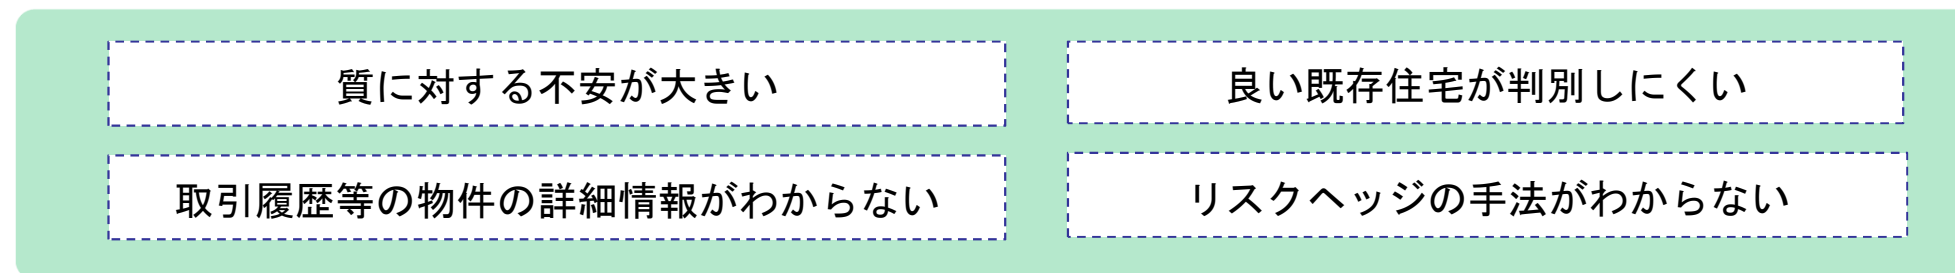 質に対する不安が大きい
良い既存住宅が判別しにくい
取引履歴等の物件の詳細情報がわからない
リスクヘッジの手法がわからない